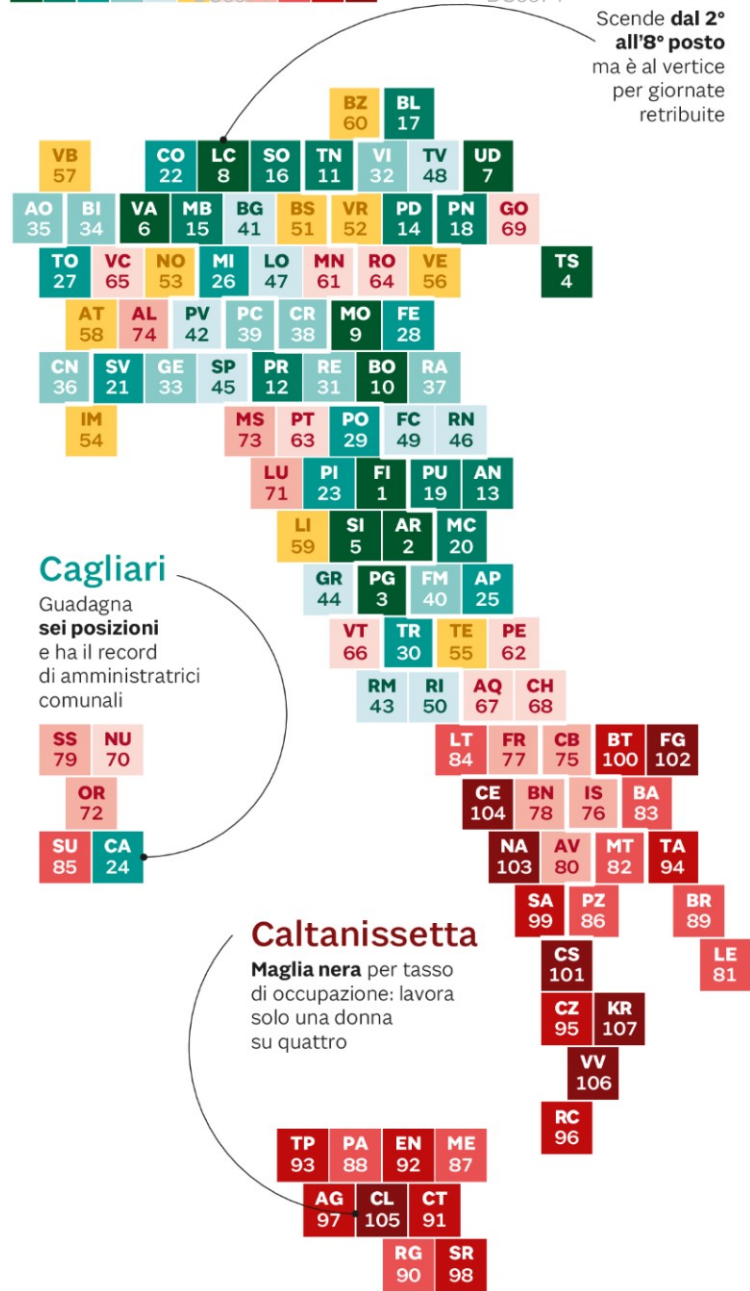 Scende dal 2°
all'8° posto
ma è al vertice
per giornate
retribuite
BZ BL
60 17
VB CO LC SO TN VI TV UD
57 22 8 16 11 32 48 7
AO BI VA MB BG BS VR PD PN GO
35 34 6 15 41 51 52 14 18 69
TO VC NO MI LO MN RO VE TS
27 65 53 26 47 61 64 56 4
AT AL PV PC CR MO FE
58 74 42 39 38 9 28
CN SV GE SP PR RE BO RA
36 21 33 45 12 31 10 37
IM MS PT PO FC RN
54 73 63 29 49 46
LU PI FI PU AN
71 23 1 19 13
LI SI AR MC
59 5 2 20
GR PG FM AP
44 3 40 25
VT TR TE PE
66 30 55 62
RM RI AQ CH
43 50 67 68
Cagliari
Guadagna
sei posizioni
e ha il record
di amministratrici
comunali
SS NU
79 70
OR
72
SU CA
85 24
LT FR CB BT FG
84 77 75 100 102
CE BN IS BA
104 78 76 83
NA AV MT TA
103 80 82 94
SA PZ BR
99 86 89
CS LE
101 81
CZ KR
95 107
VV
106
RC
96
Caltanissetta
Maglia nera per tasso
di occupazione: lavora
solo una donna
su quattro
TP PA EN ME
93 88 92 87
AG CL CT
97 105 91
RG SR
90 98